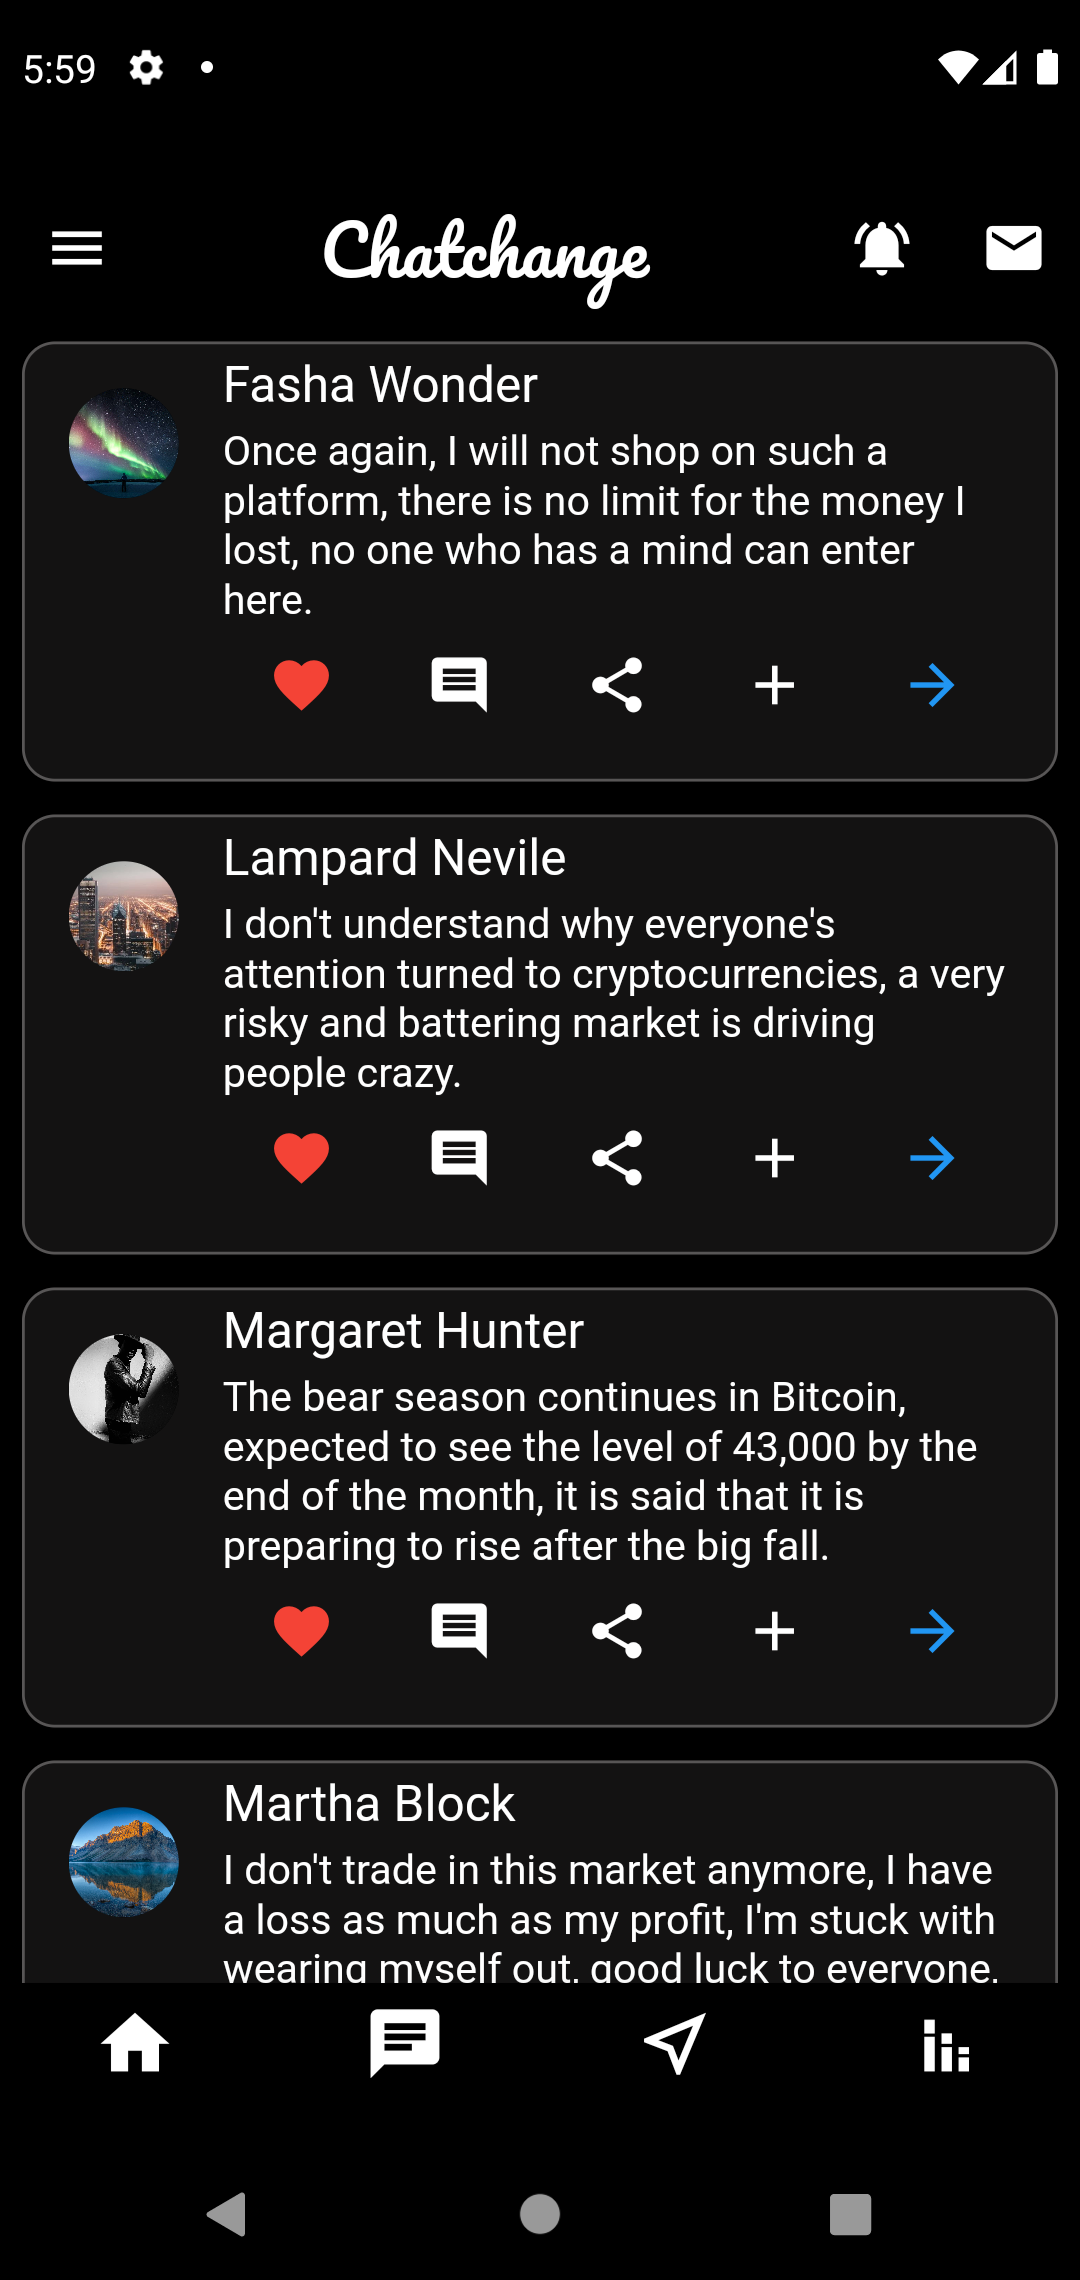 5:59
Chatchange
Fasha Wonder
Once again, I will not shop on such a
platform, there is no limit for the money I
lost, no one who has a mind can enter
here.
Lampard Nevile
I don't understand why everyone's
attention turned to cryptocurrencies, a very
risky and battering market is driving
people crazy.
Margaret Hunter
The bear season continues in Bitcoin,
expected to see the level of 43,000 by the
end of the month, it is said that it is
preparing to rise after the big fall.
Martha Block
I don't trade in this market anymore, I have
a loss as much as my profit, I'm stuck with
wearing myself out, good luck to everyone.